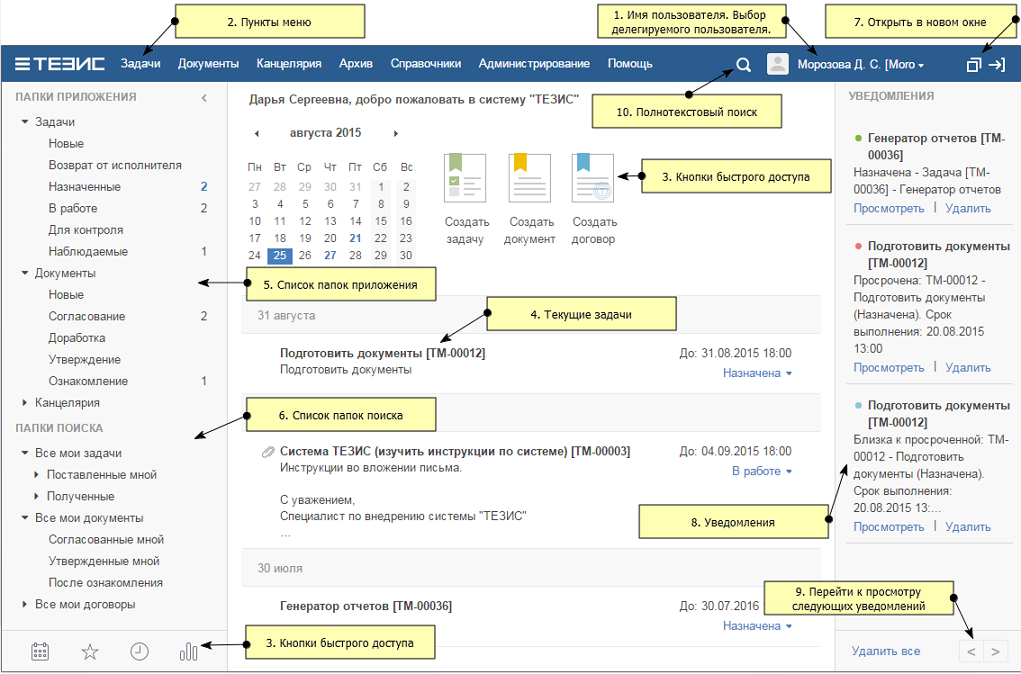 2. Пункты меню
1. Имя пользователя. Выбор
делегируемого пользователя.
7. Открыть в новом окне
ТЕЗИС
Задачи Документы Канцелярия Архив Справочники Администрирование Помощь
Морозова Д. С. [Моro
10. Полнотекстовый поиск
ПАПКИ ПРИЛОЖЕНИЯ
Задачи
Новые
Возврат от исполнителя
Назначенные 2
В работе 2
Для контроля
Наблюдаемые 1
Документы
Новые
Согласование 2
Доработка
Утверждение
Ознакомление 1
Канцелярия
5. Список папок приложения
ПАПКИ ПОИСКА
6. Список папок поиска
Все мои задачи
Поставленные мной
Полученные
Все мои документы
Согласованные мной
Утвержденные мной
После ознакомления
Все мои договоры
3. Кнопки быстрого доступа
Дарья Сергеевна, добро пожаловать в систему "ТЕЗИС"
августа 2015
Пн Вт Ср Чт Пт Сб Вс
27 28 29 30 31 1 2
3 4 5 6 7 8 9
10 11 12 13 14 15 16
17 18 19 20 21 22 23
24 25 26 27 28 29 30
Создать
задачу
Создать
документ
Создать
договор
3. Кнопки быстрого доступа
31 августа
4. Текущие задачи
Подготовить документы [ТМ-00012]
До: 31.08.2015 18:00
Подготовить документы
Назначена
Система ТЕЗИС (изучить инструкции по системе) [ТМ-00003]
До: 04.09.2015 18:00
Инструкции во вложении письма.
В работе
С уважением,
Специалист по внедрению системы "ТЕЗИС"
...
30 июля
Генератор отчетов [ТМ-00036]
До: 30.07.2016
Назначена
УВЕДОМЛЕНИЯ
Генератор отчетов [ТМ-
00036]
Назначена - Задача [ТМ-
00036] - Генератор отчетов
Просмотреть | Удалить
Подготовить документы
[ТМ-00012]
Просрочена: ТМ-00012 -
Подготовить документы
(Назначена). Срок
выполнения: 20.08.2015
13:00
Просмотреть | Удалить
Подготовить документы
[ТМ-00012]
Близка к просроченной: ТМ-
00012 - Подготовить
документы (Назначена).
Срок выполнения:
20.08.2015 13:...
Просмотреть | Удалить
8. Уведомления
9. Перейти к просмотру
следующих уведомлений
Удалить все < >